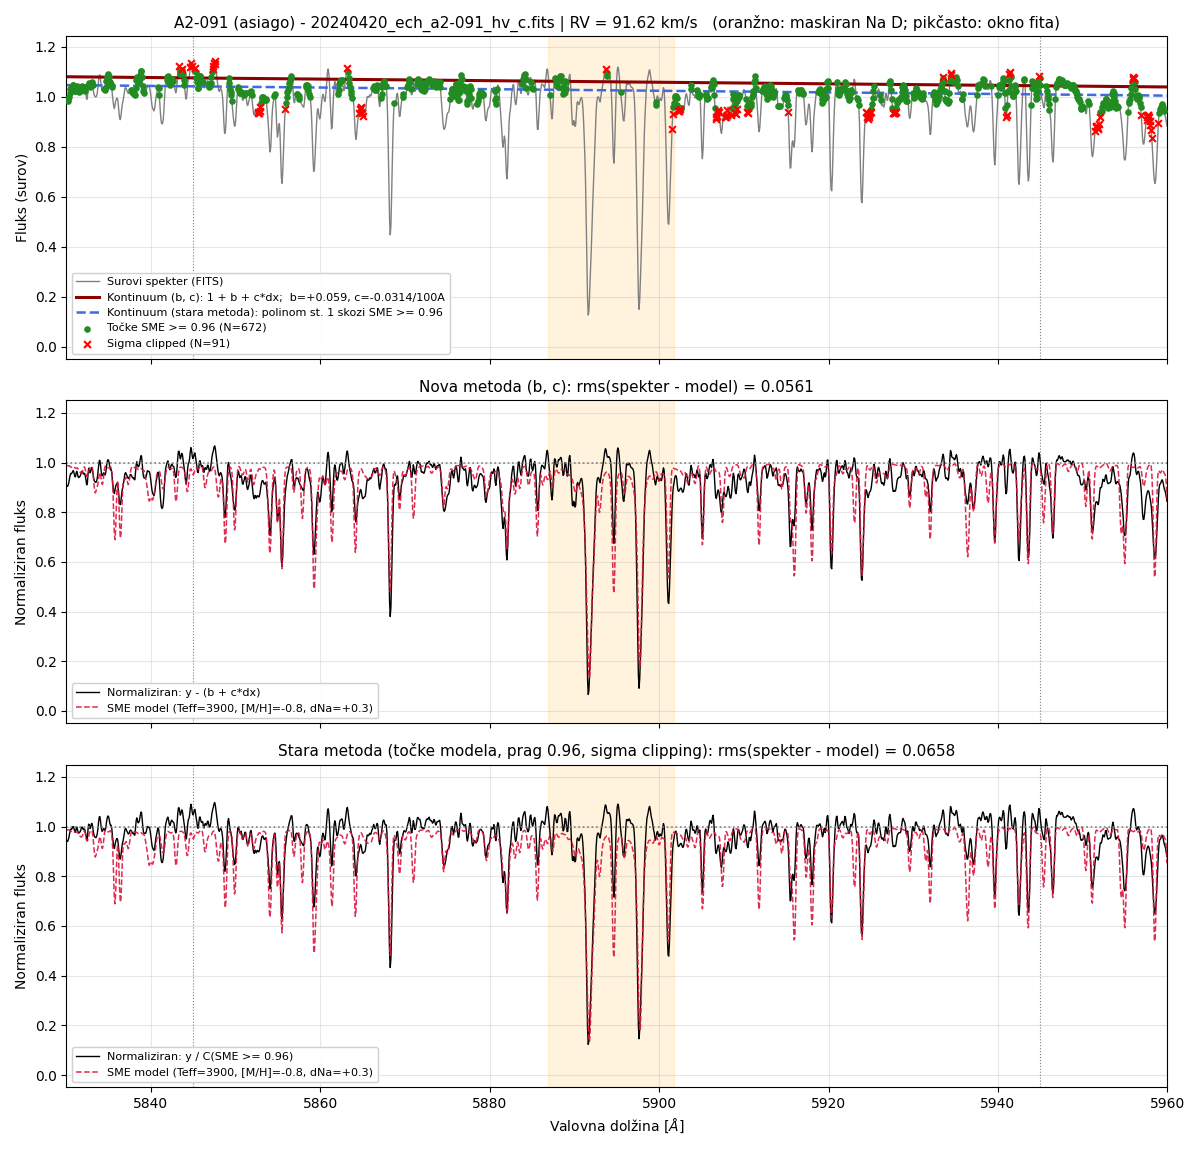 A2-091 (asiago) - 20240420_ech_a2-091_hv_c.fits | RV = 91.62 km/s   (oranžno: maskiran Na D; pikčasto: okno fita)
1.2
1.0
0.8
0.6
0.4
0.2
0.0
Fluks (surov)
Surovi spekter (FITS)
Kontinuum (b, c): 1 + b + c*dx;  b=+0.059, c=-0.0314/100A
Kontinuum (stara metoda): polinom st. 1 skozi SME >= 0.96
Točke SME >= 0.96 (N=672)
Sigma clipped (N=91)
Nova metoda (b, c): rms(spekter - model) = 0.0561
1.2
1.0
0.8
0.6
0.4
0.2
0.0
Normaliziran fluks
Normaliziran: y - (b + c*dx)
SME model (Teff=3900, [M/H]=-0.8, dNa=+0.3)
Stara metoda (točke modela, prag 0.96, sigma clipping): rms(spekter - model) = 0.0658
1.2
1.0
0.8
0.6
0.4
0.2
0.0
Normaliziran fluks
Normaliziran: y / C(SME >= 0.96)
SME model (Teff=3900, [M/H]=-0.8, dNa=+0.3)
5840 5860 5880 5900 5920 5940 5960
Valovna dolžina [Å]